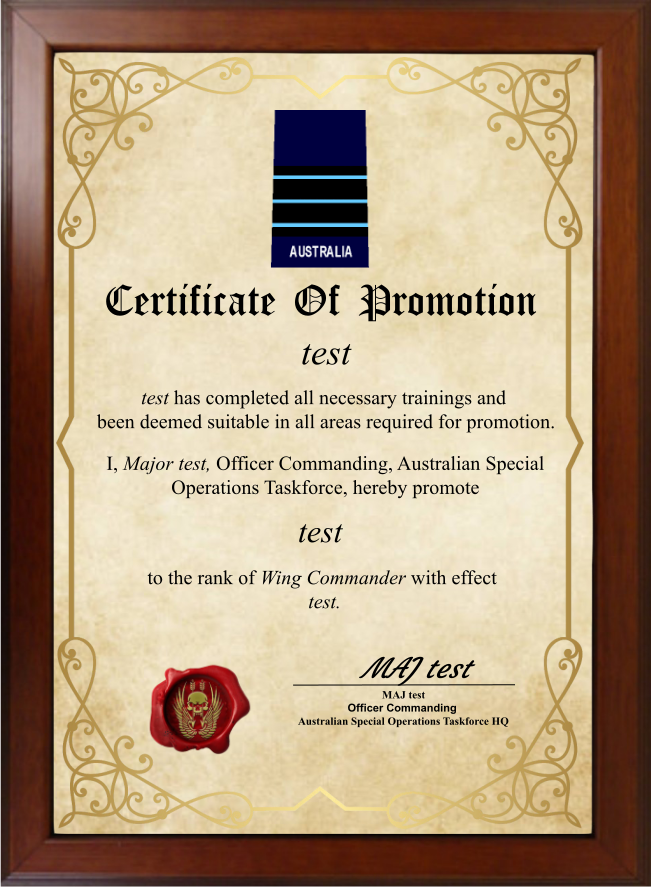 AUSTRALIA
Certificate Of Promotion
test
test has completed all necessary trainings and
been deemed suitable in all areas required for promotion.
I, Major test, Officer Commanding, Australian Special
Operations Taskforce, hereby promote
test
to the rank of Wing Commander with effect
test.
MAJ test
MAJ test
Officer Commanding
Australian Special Operations Taskforce HQ